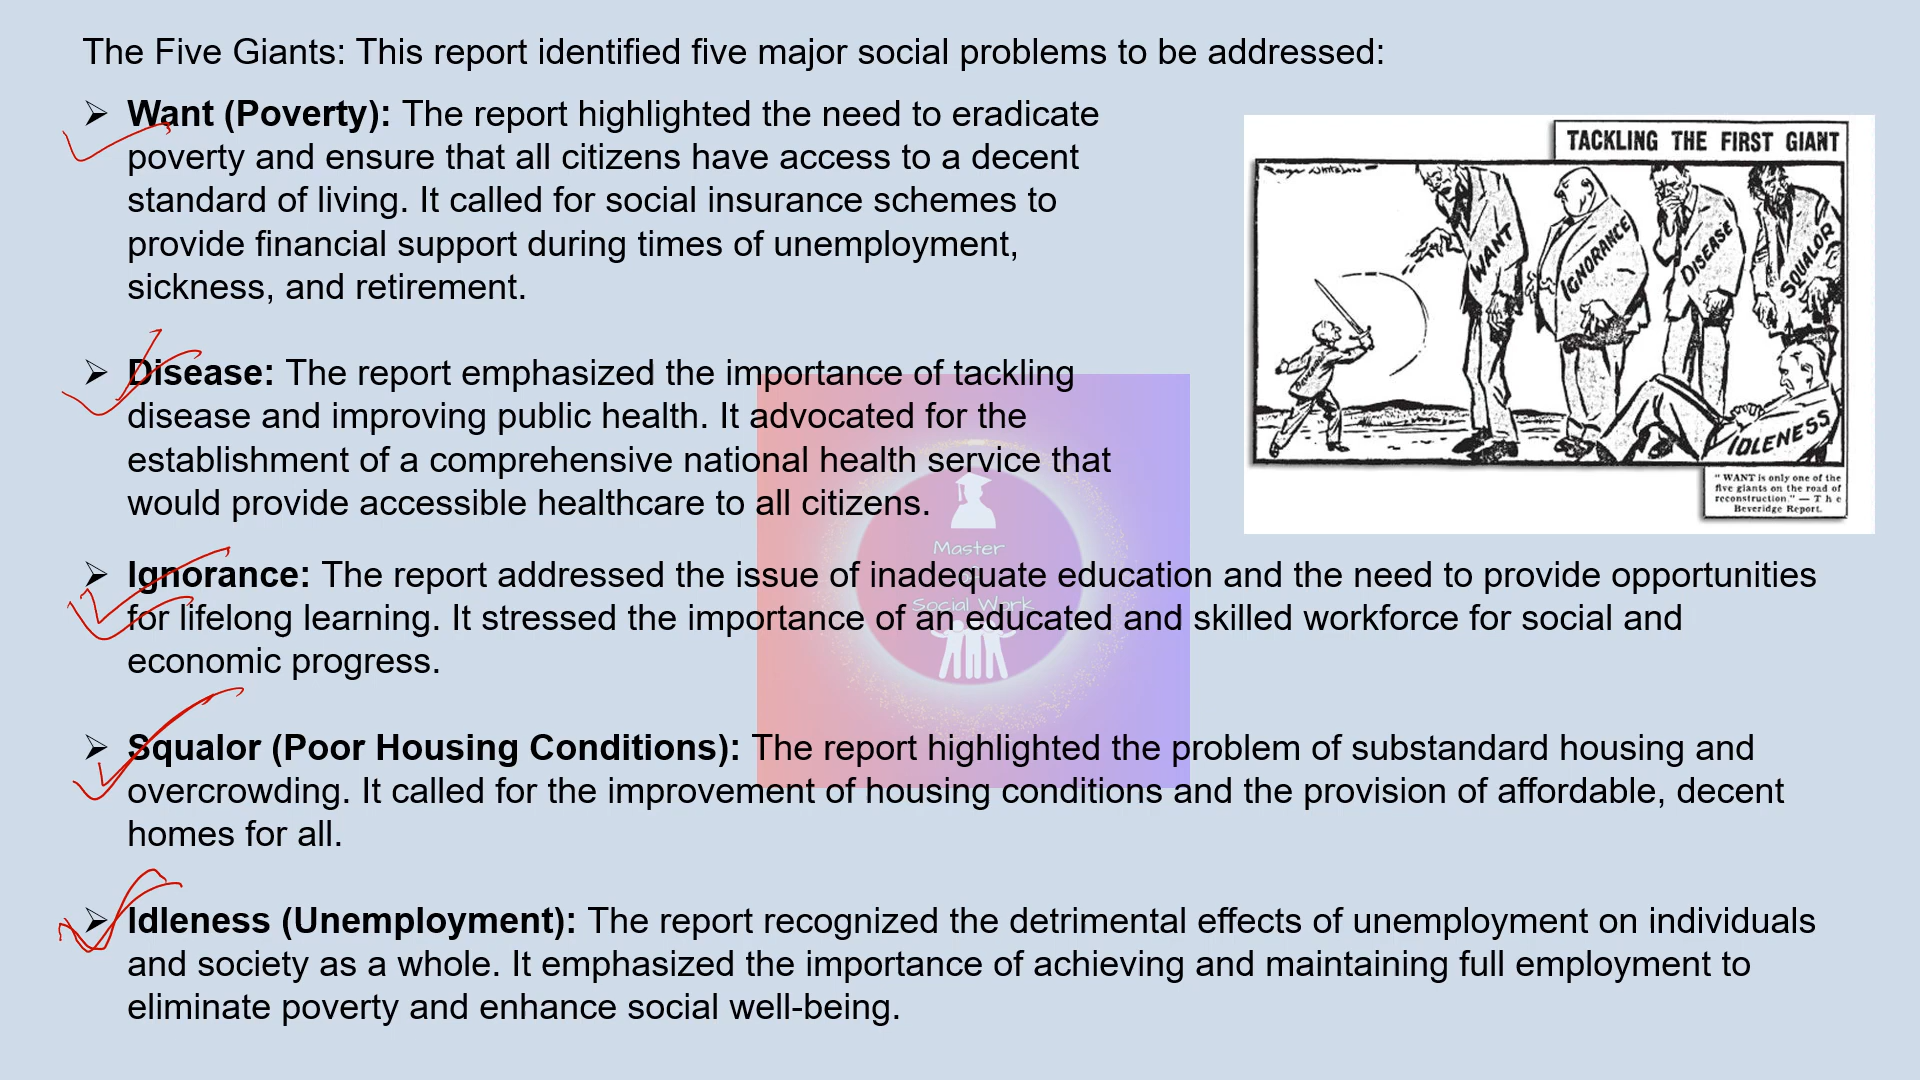 The Five Giants: This report identified five major social problems to be addressed:
➢ Want (Poverty): The report highlighted the need to eradicate
poverty and ensure that all citizens have access to a decent
standard of living. It called for social insurance schemes to
provide financial support during times of unemployment,
sickness, and retirement.
➢ Disease: The report emphasized the importance of tackling
disease and improving public health. It advocated for the
establishment of a comprehensive national health service that
would provide accessible healthcare to all citizens.
➢ Ignorance: The report addressed the issue of inadequate education and the need to provide opportunities
for lifelong learning. It stressed the importance of an educated and skilled workforce for social and
economic progress.
➢ Squalor (Poor Housing Conditions): The report highlighted the problem of substandard housing and
overcrowding. It called for the improvement of housing conditions and the provision of affordable, decent
homes for all.
➢ Idleness (Unemployment): The report recognized the detrimental effects of unemployment on individuals
and society as a whole. It emphasized the importance of achieving and maintaining full employment to
eliminate poverty and enhance social well-being.
TACKLING THE FIRST GIANT
WANT
IGNORANCE
DISEASE
SQUALOR
IDLENESS
"WANT is only one of the
five giants on the road of
reconstruction." — The
Beveridge Report.
Master
Social Work